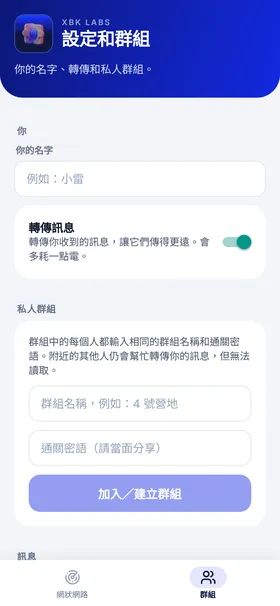 XBK LABS
設定和群組
你的名字、轉傳和私人群組。
你
你的名字
例如：小雷
轉傳訊息
轉傳你收到的訊息，讓它們傳得更遠。會
多耗一點電。
私人群組
群組中的每個人都輸入相同的群組名稱和通關密
語。附近的其他人仍會幫忙轉傳你的訊息，但無法
讀取。
群組名稱，例如：4 號營地
通關密語（請當面分享）
加入／建立群組
訊息
網狀網路
群組